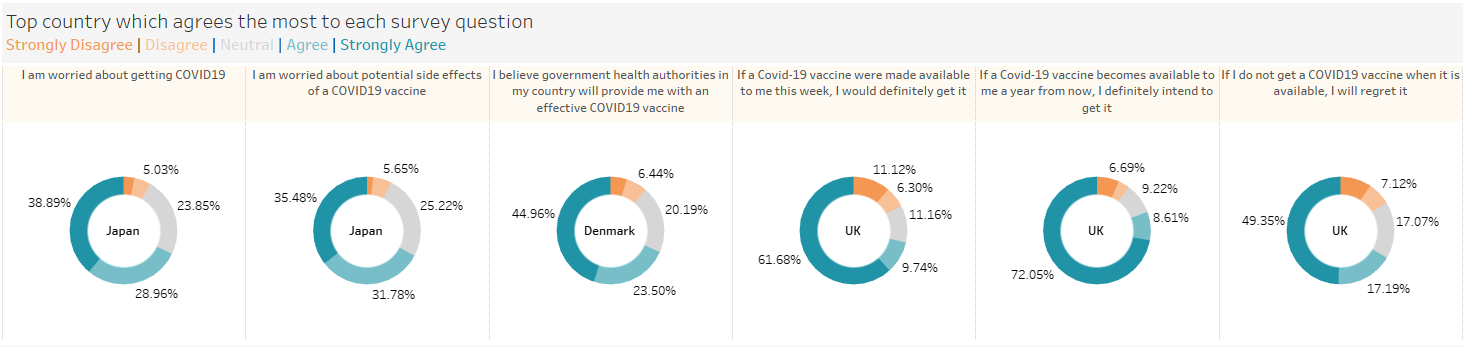 Top country which agrees the most to each survey question
Strongly Disagree | Disagree | Neutral | Agree | Strongly Agree
I am worried about getting COVID19
I am worried about potential side effects
of a COVID19 vaccine
I believe government health authorities in
my country will provide me with an
effective COVID19 vaccine
If a Covid-19 vaccine were made available
to me this week, I would definitely get it
If a Covid-19 vaccine becomes available to
me a year from now, I definitely intend to
get it
If I do not get a COVID19 vaccine when it is
available, I will regret it
5.03%
38.89%
23.85%
Japan
28.96%
5.65%
35.48%
25.22%
Japan
31.78%
6.44%
44.96%
20.19%
Denmark
23.50%
11.12%
6.30%
11.16%
UK
61.68%
9.74%
6.69%
9.22%
8.61%
UK
72.05%
7.12%
49.35%
17.07%
UK
17.19%